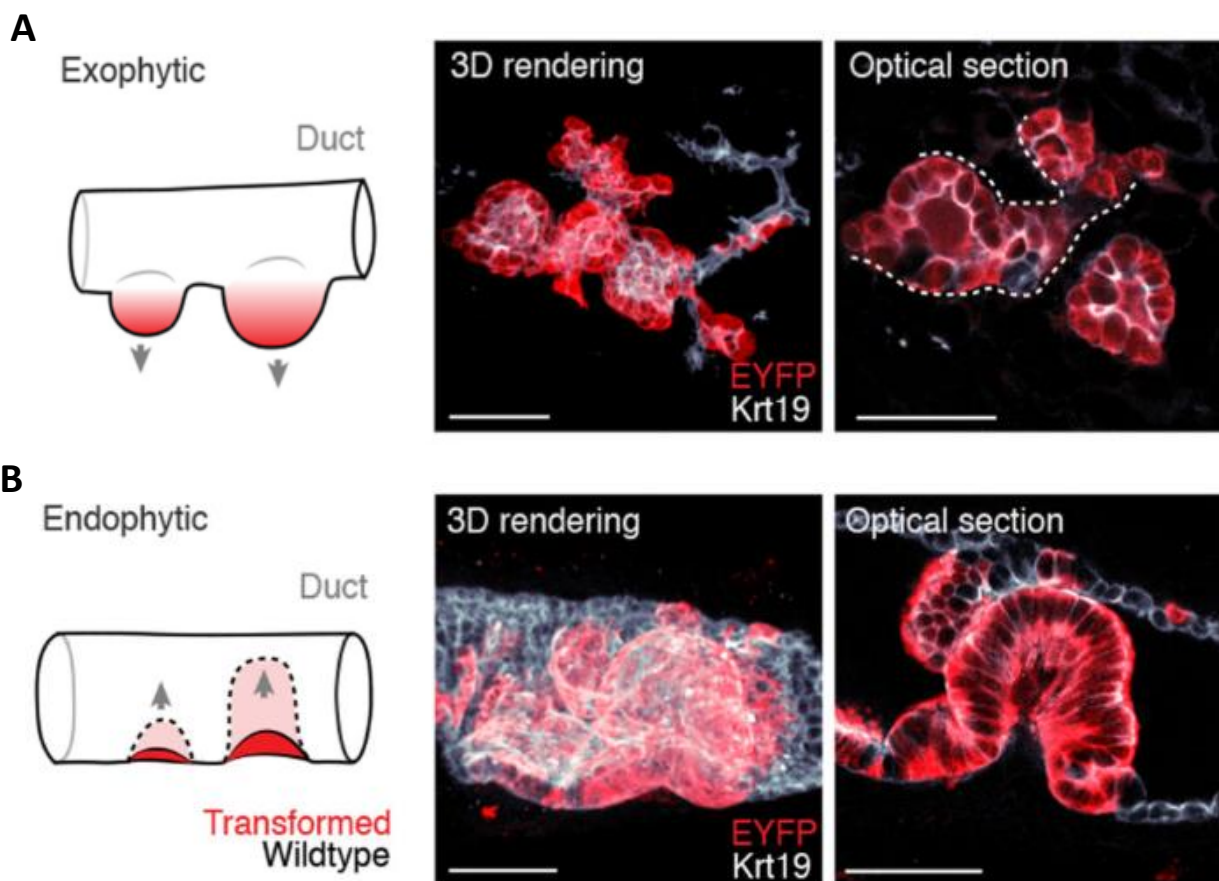 A
Exophytic
Duct
3D rendering
EYFP
Krt19
Optical section
B
Endophytic
Duct
Transformed
Wildtype
3D rendering
EYFP
Krt19
Optical section